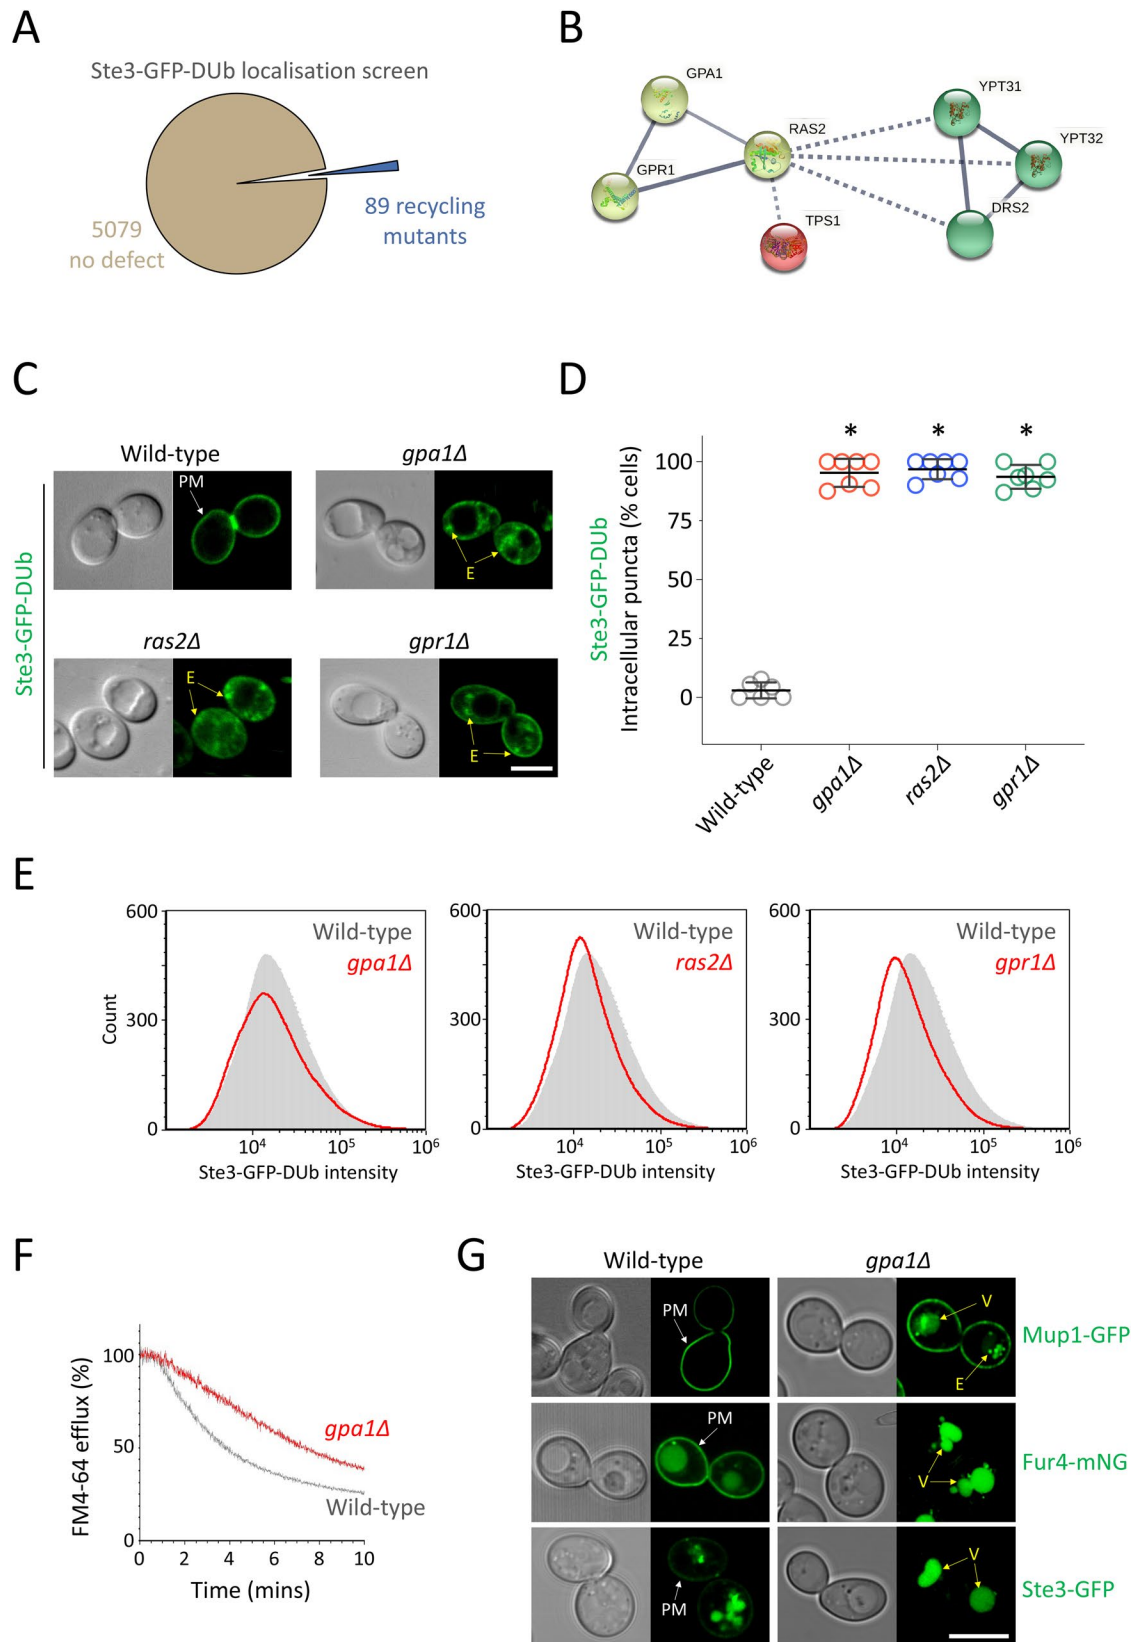 A
Ste3-GFP-DUb localisation screen
5079
no defect
89 recycling
mutants
B
GPA1
GPR1
RAS2
TPS1
YPT31
YPT32
DRS2
C
Ste3-GFP-DUb
Wild-type
PM
gpa1Δ
E
ras2Δ
E
gpr1Δ
E
D
Ste3-GFP-DUb
Intracellular puncta (% cells)
* * *
100
75
50
25
0
Wild-type
gpa1Δ
ras2Δ
gpr1Δ
E
Count
600
300
0
Wild-type
gpa1Δ
10⁴ 10⁵ 10⁶
Ste3-GFP-DUb intensity
600
300
0
Wild-type
ras2Δ
10⁴ 10⁵ 10⁶
Ste3-GFP-DUb intensity
600
300
0
Wild-type
gpr1Δ
10⁴ 10⁵ 10⁶
Ste3-GFP-DUb intensity
F
FM4-64 efflux (%)
100
50
0
gpa1Δ
Wild-type
0 2 4 6 8 10
Time (mins)
G
Wild-type
gpa1Δ
PM
V
E
Mup1-GFP
PM
V
Fur4-mNG
PM
V
Ste3-GFP